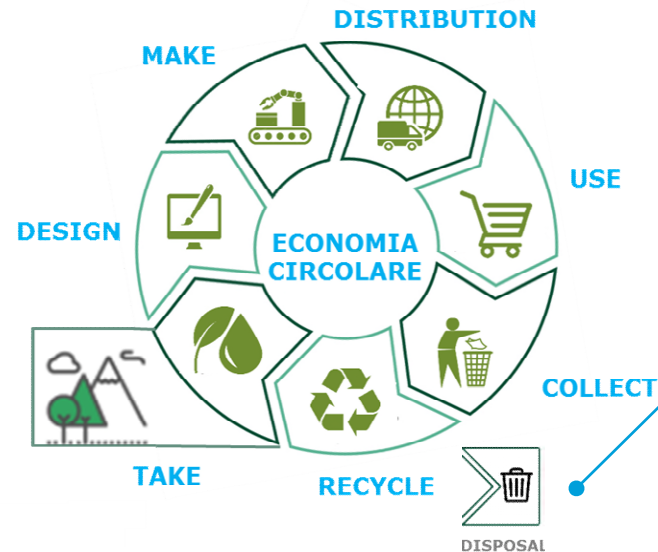 DISTRIBUTION
MAKE
USE
DESIGN
ECONOMIA
CIRCOLARE
COLLECT
TAKE
RECYCLE
DISPOSAL